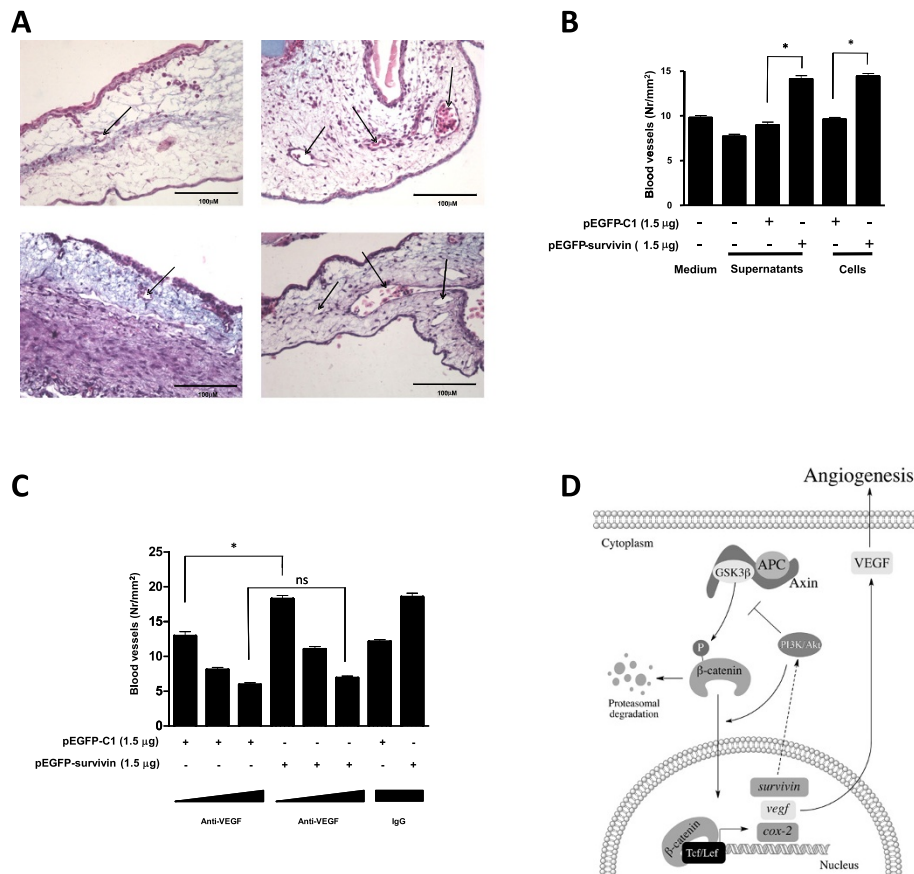 A
100µM
100µM
100µM
100µM
B
*
*
15
10
5
0
Blood vessels (Nr/mm²)
pEGFP-C1 (1.5 µg) - - + - + -
pEGFP-survivin ( 1.5 µg) - - - + - +
Medium Supernatants Cells
C
*
ns
25
20
15
10
5
0
Blood vessels (Nr/mm²)
pEGFP-C1 (1.5 µg) + + + - - - + -
pEGFP-survivin (1.5 µg) - - - + + + - +
Anti-VEGF Anti-VEGF IgG
D
Angiogenesis
Cytoplasm
VEGF
GSK3β APC
Axin
P
PI3K/Akt
β-catenin
Proteasomal
degradation
survivin
vegf
cox-2
β-catenin
Tcf/Lef
Nucleus